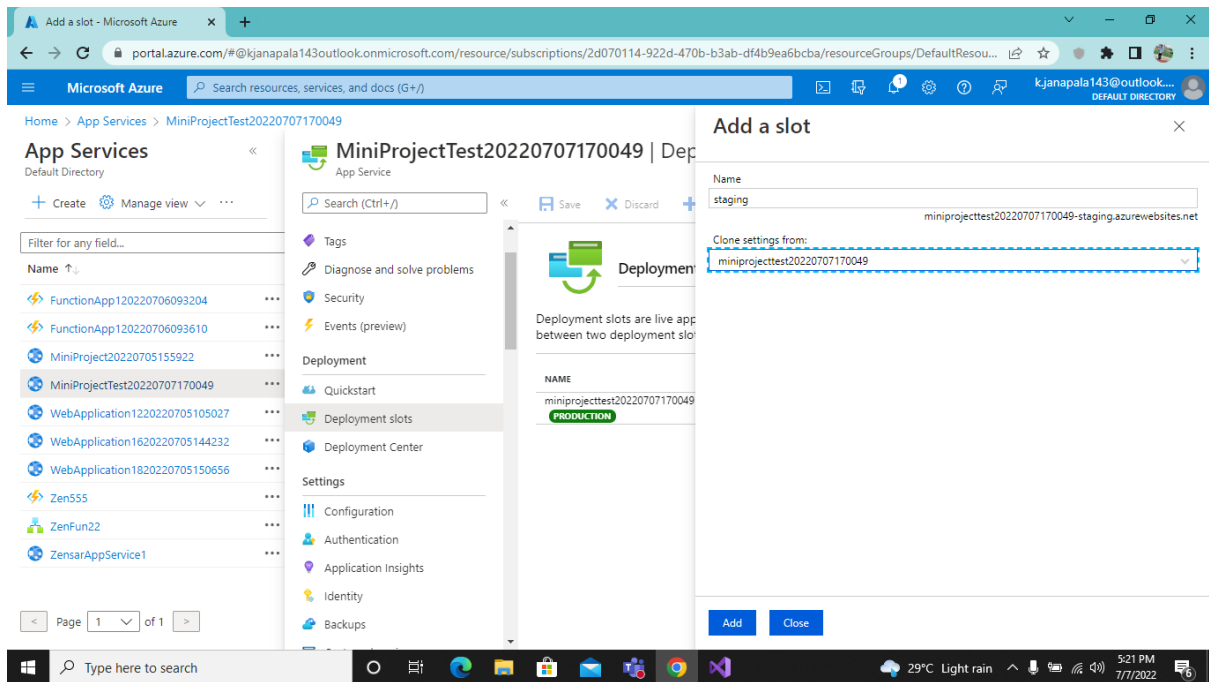 Add a slot - Microsoft Azure
portal.azure.com/#@kjanapala143outlook.onmicrosoft.com/resource/subscriptions/2d070114-922d-470b-b3ab-df4b9ea6bcba/resourceGroups/DefaultResou...
Microsoft Azure
Search resources, services, and docs (G+/)
1
k.janapala143@outlook....
DEFAULT DIRECTORY
Home > App Services > MiniProjectTest20220707170049
App Services
Default Directory
Create
Manage view
Filter for any field...
Name ↑↓
FunctionApp120220706093204
FunctionApp120220706093610
MiniProject20220705155922
MiniProjectTest20220707170049
WebApplication1220220705105027
WebApplication1620220705144232
WebApplication1820220705150656
Zen555
ZenFun22
ZensarAppService1
< Page 1 of 1 >
MiniProjectTest20220707170049 | Dep
App Service
Search (Ctrl+/)
Tags
Diagnose and solve problems
Security
Events (preview)
Deployment
Quickstart
Deployment slots
Deployment Center
Settings
Configuration
Authentication
Application Insights
Identity
Backups
Save
Discard
Deploymen
Deployment slots are live app
between two deployment slo
NAME
miniprojecttest20220707170049
PRODUCTION
Add a slot
Name
staging
miniprojecttest20220707170049-staging.azurewebsites.net
Clone settings from:
miniprojecttest20220707170049
Add
Close
Type here to search
29°C Light rain
5:21 PM
7/7/2022
6